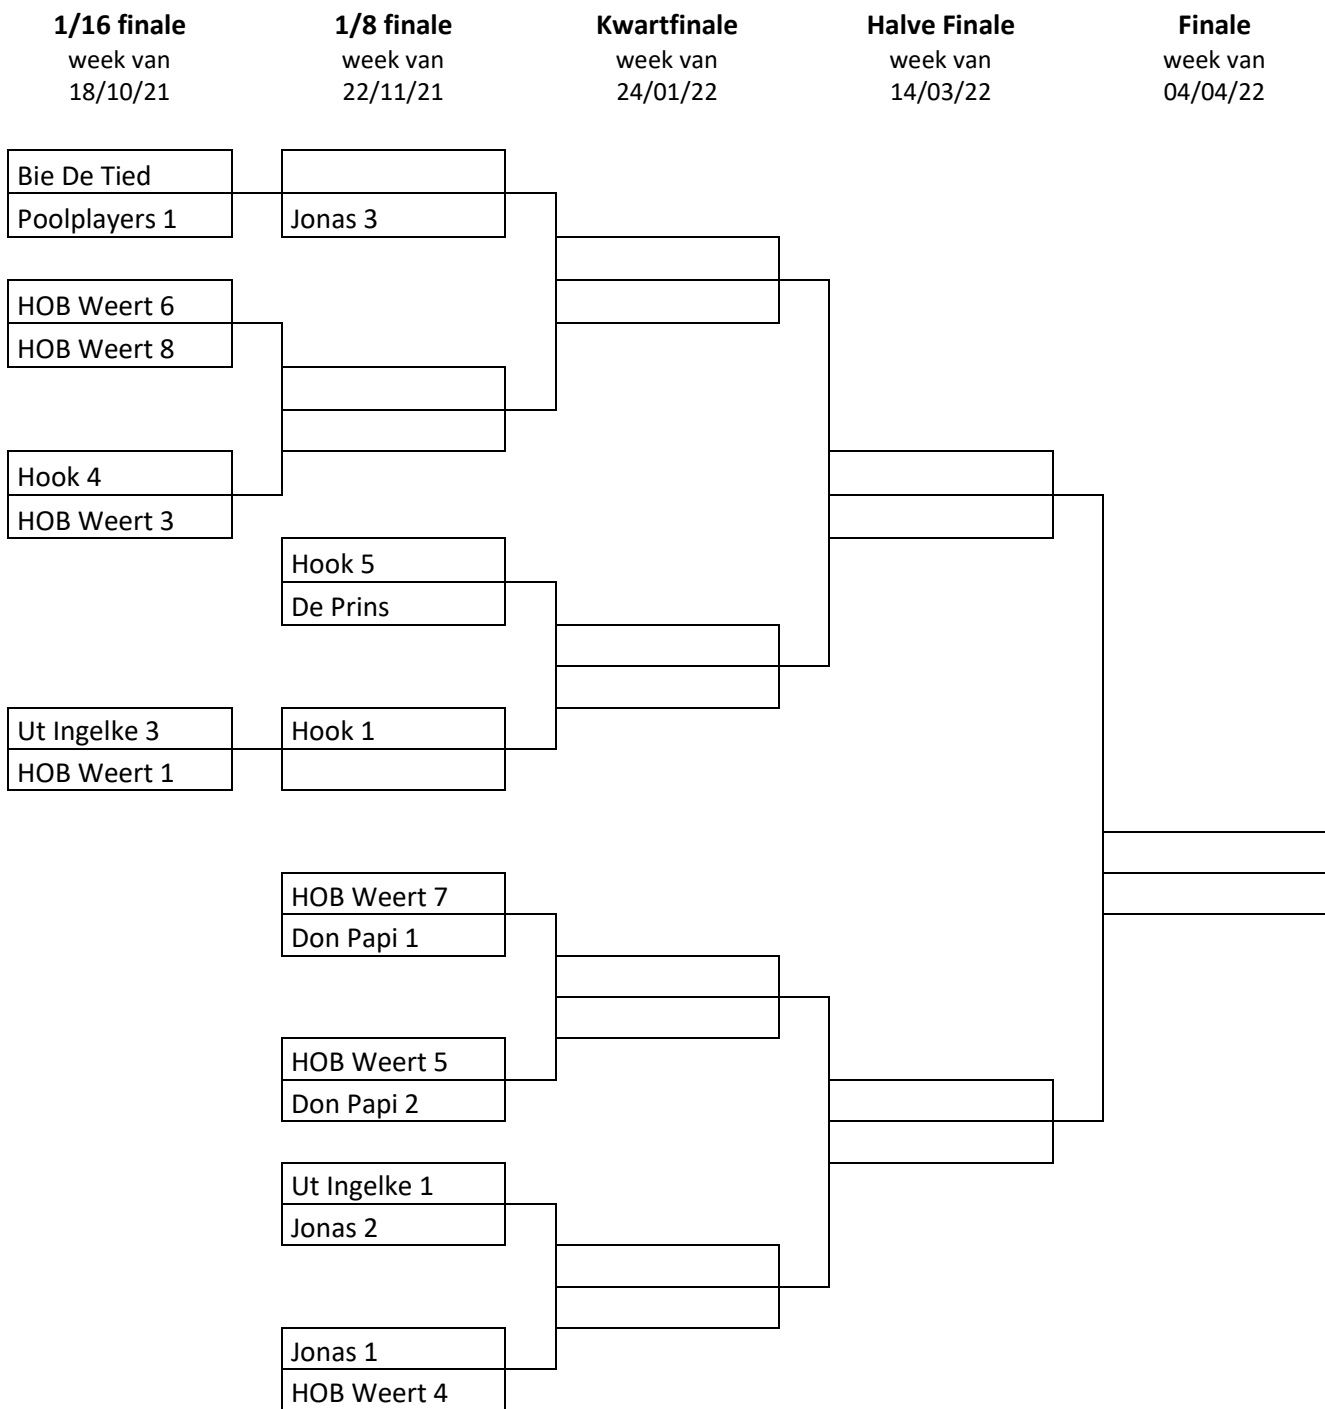 1/16 finale
week van
18/10/21
1/8 finale
week van
22/11/21
Kwartfinale
week van
24/01/22
Halve Finale
week van
14/03/22
Finale
week van
04/04/22
Bie De Tied
Poolplayers 1
Jonas 3
HOB Weert 6
HOB Weert 8
Hook 4
HOB Weert 3
Hook 5
De Prins
Ut Ingelke 3
HOB Weert 1
Hook 1
HOB Weert 7
Don Papi 1
HOB Weert 5
Don Papi 2
Ut Ingelke 1
Jonas 2
Jonas 1
HOB Weert 4